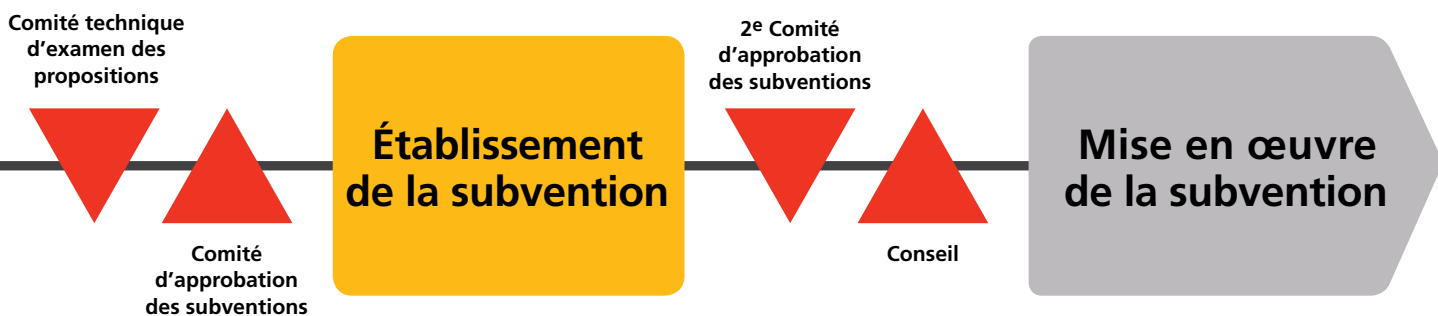 Comité technique
d’examen des
propositions
Comité
d’approbation
des subventions
Établissement
de la subvention
2e Comité
d’approbation
des subventions
Conseil
Mise en œuvre
de la subvention